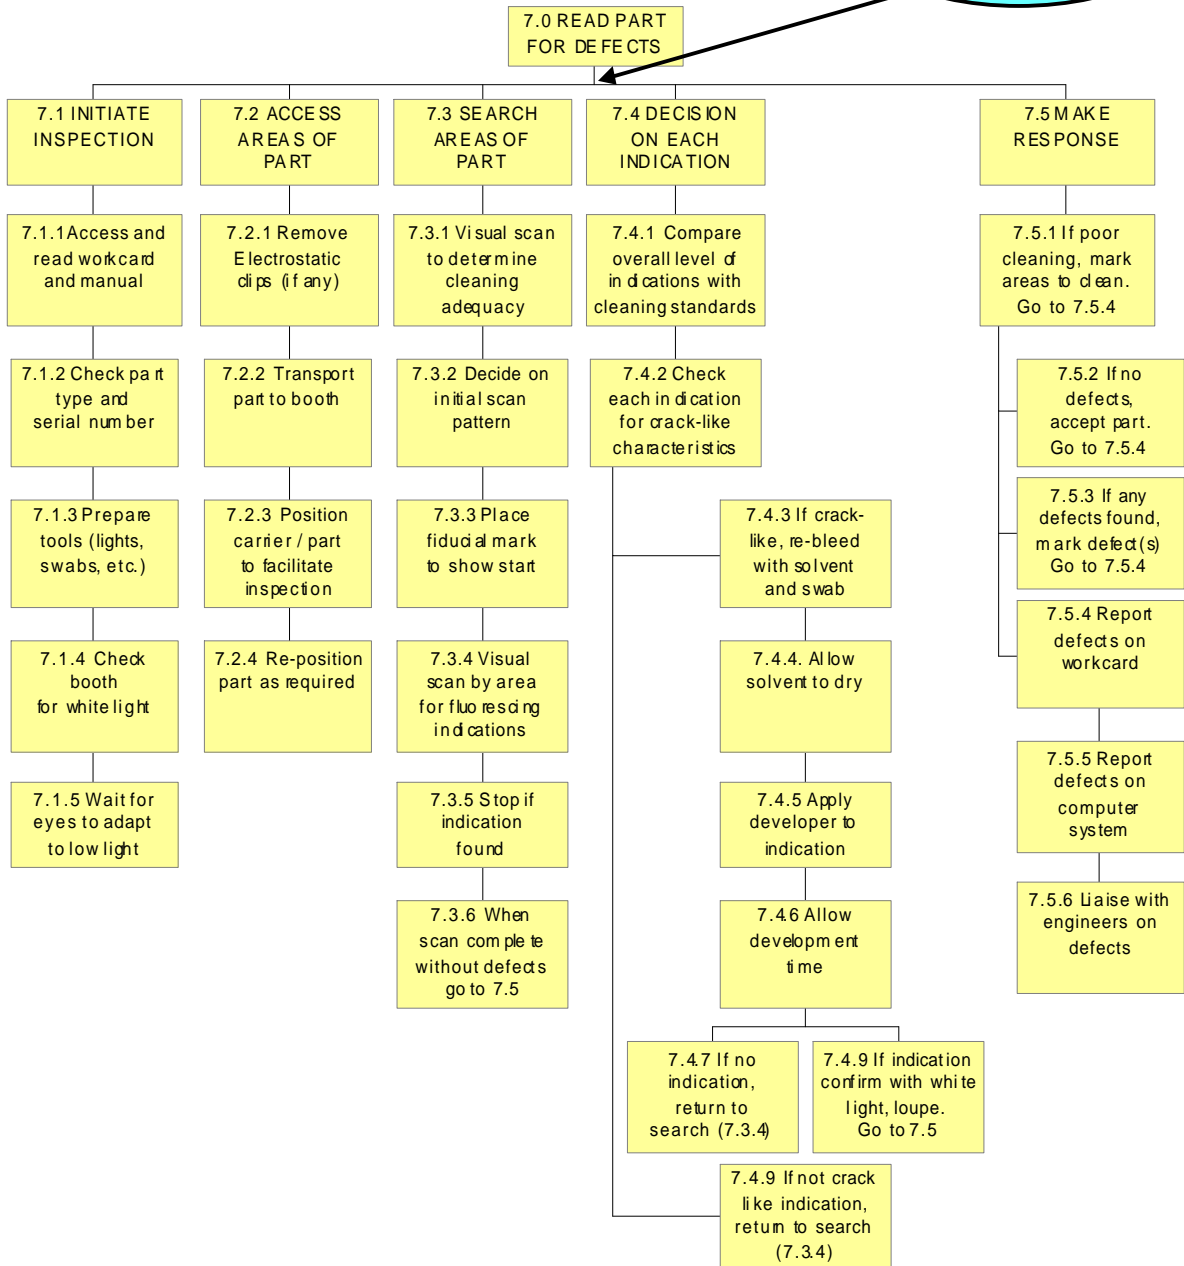 7.0 READ PART
FOR DEFECTS
7.1 INITIATE
INSPECTION
7.1.1Access and
read workcard
and manual
7.1.2 Check part
type and
serial number
7.1.3 Prepare
tools (lights,
swabs, etc.)
7.1.4 Check
booth
for white light
7.1.5 Wait for
eyes to adapt
to low light
7.2 ACCESS
AREAS OF
PART
7.2.1 Remove
Electrostatic
clips (if any)
7.2.2 Transport
part to booth
7.2.3 Position
carrier / part
to facilitate
inspection
7.2.4 Re-position
part as required
7.3 SEARCH
AREAS OF
PART
7.3.1 Visual scan
to determine
cleaning
adequacy
7.3.2 Decide on
initial scan
pattern
7.3.3 Place
fiducial mark
to show start
7.3.4 Visual
scan by area
for fluorescing
indications
7.3.5 Stop if
indication
found
7.3.6 When
scan complete
without defects
go to 7.5
7.4 DECISION
ON EACH
INDICATION
7.4.1 Compare
overall level of
indications with
cleaning standards
7.4.2 Check
each indication
for crack-like
characteristics
7.4.3 If crack-
like, re-bleed
with solvent
and swab
7.4.4. Allow
solvent to dry
7.4.5 Apply
developer to
indication
7.4.6 Allow
development
time
7.4.7 If no
indication,
return to
search (7.3.4)
7.4.9 If indication
confirm with white
light, loupe.
Go to 7.5
7.4.9 If not crack
like indication,
return to search
(7.3.4)
7.5 MAKE
RESPONSE
7.5.1 If poor
cleaning, mark
areas to clean.
Go to 7.5.4
7.5.2 If no
defects,
accept part.
Go to 7.5.4
7.5.3 If any
defects found,
mark defect(s)
Go to 7.5.4
7.5.4 Report
defects on
workcard
7.5.5 Report
defects on
computer
system
7.5.6 Liaise with
engineers on
defects